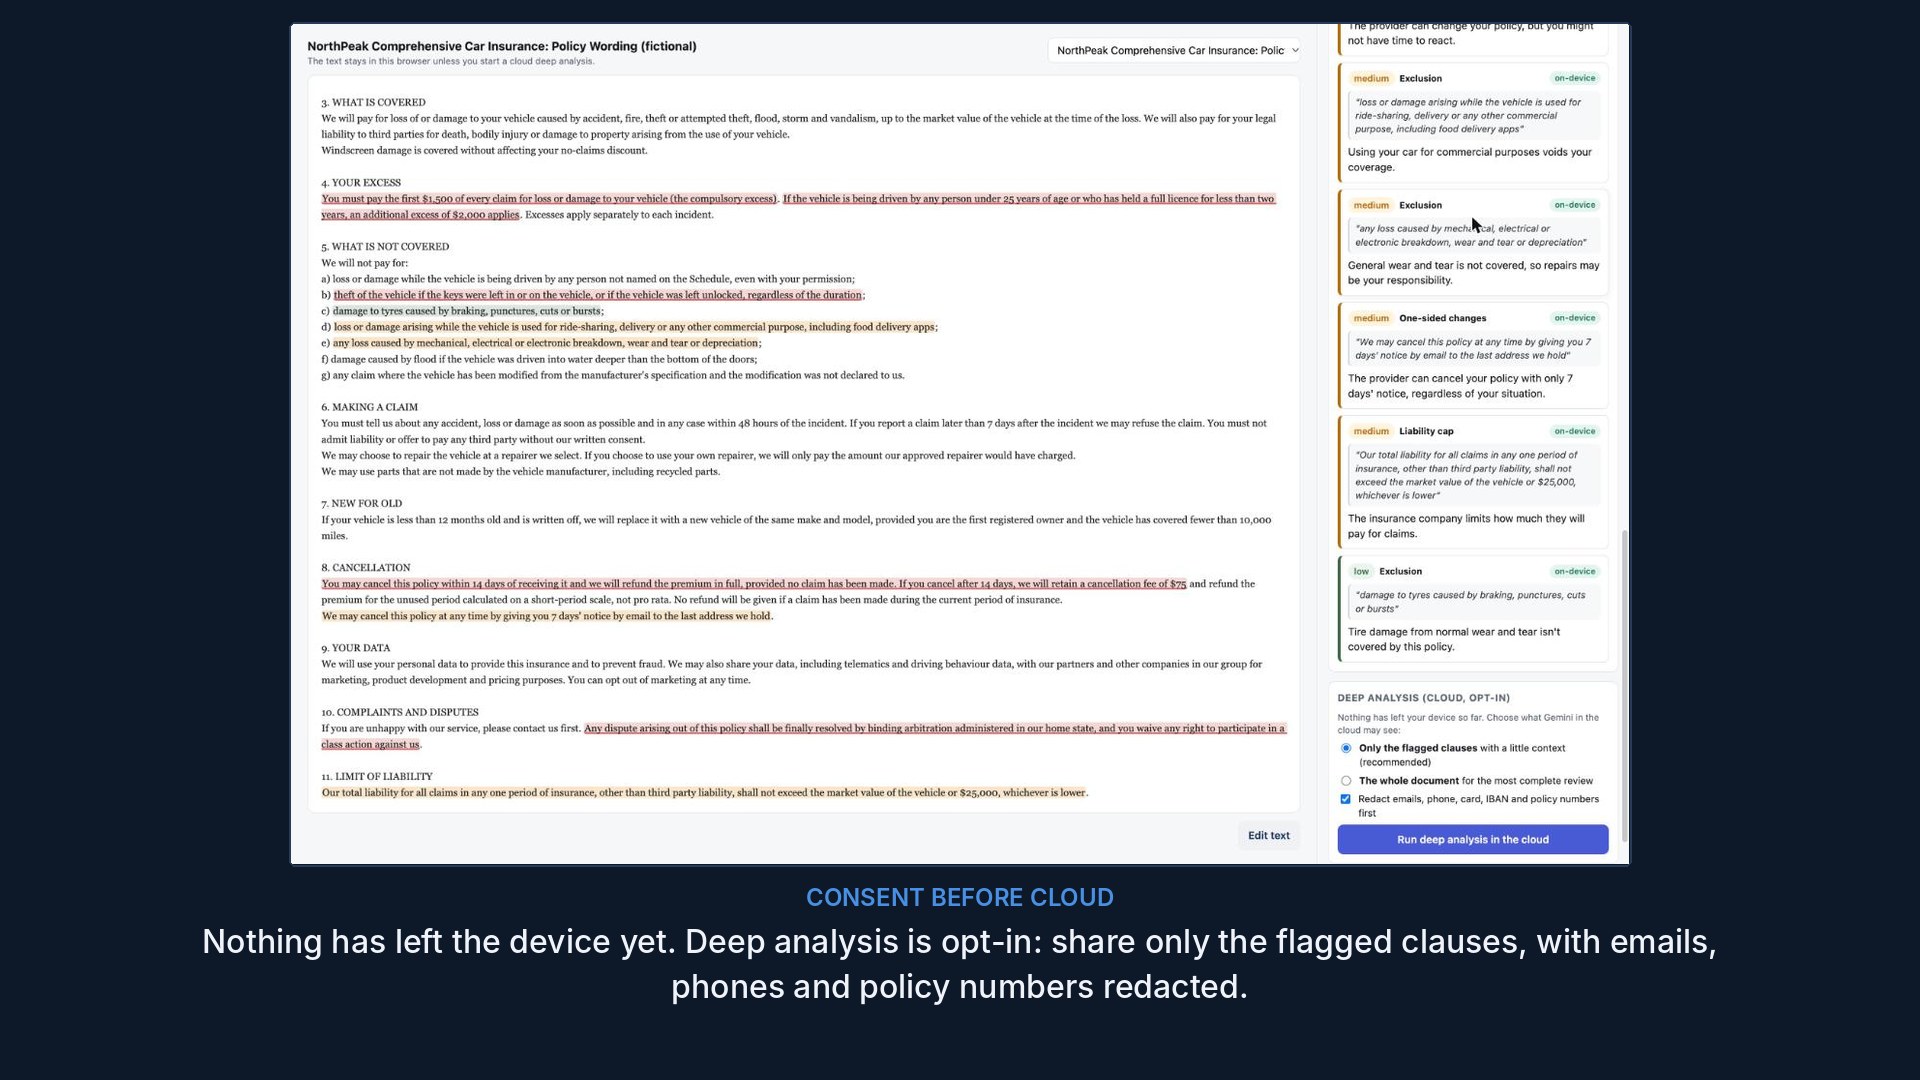 NorthPeak Comprehensive Car Insurance: Policy Wording (fictional)
The text stays in this browser unless you start a cloud deep analysis.
NorthPeak Comprehensive Car Insurance: Polic
3. WHAT IS COVERED
We will pay for loss of or damage to your vehicle caused by accident, fire, theft or attempted theft, flood, storm and vandalism, up to the market value of the vehicle at the time of the loss. We will also pay for your legal
liability to third parties for death, bodily injury or damage to property arising from the use of your vehicle.
Windscreen damage is covered without affecting your no-claims discount.
4. YOUR EXCESS
You must pay the first $1,500 of every claim for loss or damage to your vehicle (the compulsory excess). If the vehicle is being driven by any person under 25 years of age or who has held a full licence for less than two
years, an additional excess of $2,000 applies. Excesses apply separately to each incident.
5. WHAT IS NOT COVERED
We will not pay for:
a) loss or damage while the vehicle is being driven by any person not named on the Schedule, even with your permission;
b) theft of the vehicle if the keys were left in or on the vehicle, or if the vehicle was left unlocked, regardless of the duration;
c) damage to tyres caused by braking, punctures, cuts or bursts;
d) loss or damage arising while the vehicle is used for ride-sharing, delivery or any other commercial purpose, including food delivery apps;
e) any loss caused by mechanical, electrical or electronic breakdown, wear and tear or depreciation;
f) damage caused by flood if the vehicle was driven into water deeper than the bottom of the doors;
g) any claim where the vehicle has been modified from the manufacturer's specification and the modification was not declared to us.
6. MAKING A CLAIM
You must tell us about any accident, loss or damage as soon as possible and in any case within 48 hours of the incident. If you report a claim later than 7 days after the incident we may refuse the claim. You must not
admit liability or offer to pay any third party without our written consent.
We may choose to repair the vehicle at a repairer we select. If you choose to use your own repairer, we will only pay the amount our approved repairer would have charged.
We may use parts that are not made by the vehicle manufacturer, including recycled parts.
7. NEW FOR OLD
If your vehicle is less than 12 months old and is written off, we will replace it with a new vehicle of the same make and model, provided you are the first registered owner and the vehicle has covered fewer than 10,000
miles.
8. CANCELLATION
You may cancel this policy within 14 days of receiving it and we will refund the premium in full, provided no claim has been made. If you cancel after 14 days, we will retain a cancellation fee of $75 and refund the
premium for the unused period calculated on a short-period scale, not pro rata. No refund will be given if a claim has been made during the current period of insurance.
We may cancel this policy at any time by giving you 7 days' notice by email to the last address we hold.
9. YOUR DATA
We will use your personal data to provide this insurance and to prevent fraud. We may also share your data, including telematics and driving behaviour data, with our partners and other companies in our group for
marketing, product development and pricing purposes. You can opt out of marketing at any time.
10. COMPLAINTS AND DISPUTES
If you are unhappy with our service, please contact us first. Any dispute arising out of this policy shall be finally resolved by binding arbitration administered in our home state, and you waive any right to participate in a
class action against us.
11. LIMIT OF LIABILITY
Our total liability for all claims in any one period of insurance, other than third party liability, shall not exceed the market value of the vehicle or $25,000, whichever is lower.
Edit text
The provider can change your policy, but you might
not have time to react.
medium Exclusion on-device
"loss or damage arising while the vehicle is used for
ride-sharing, delivery or any other commercial
purpose, including food delivery apps"
Using your car for commercial purposes voids your
coverage.
medium Exclusion on-device
"any loss caused by mechanical, electrical or
electronic breakdown, wear and tear or depreciation"
General wear and tear is not covered, so repairs may
be your responsibility.
medium One-sided changes on-device
"We may cancel this policy at any time by giving you 7
days' notice by email to the last address we hold"
The provider can cancel your policy with only 7
days' notice, regardless of your situation.
medium Liability cap on-device
"Our total liability for all claims in any one period of
insurance, other than third party liability, shall not
exceed the market value of the vehicle or $25,000,
whichever is lower"
The insurance company limits how much they will
pay for claims.
low Exclusion on-device
"damage to tyres caused by braking, punctures, cuts
or bursts"
Tire damage from normal wear and tear isn't
covered by this policy.
DEEP ANALYSIS (CLOUD, OPT-IN)
Nothing has left your device so far. Choose what Gemini in the
cloud may see:
Only the flagged clauses with a little context
(recommended)
The whole document for the most complete review
Redact emails, phone, card, IBAN and policy numbers
first
Run deep analysis in the cloud
CONSENT BEFORE CLOUD
Nothing has left the device yet. Deep analysis is opt-in: share only the flagged clauses, with emails,
phones and policy numbers redacted.